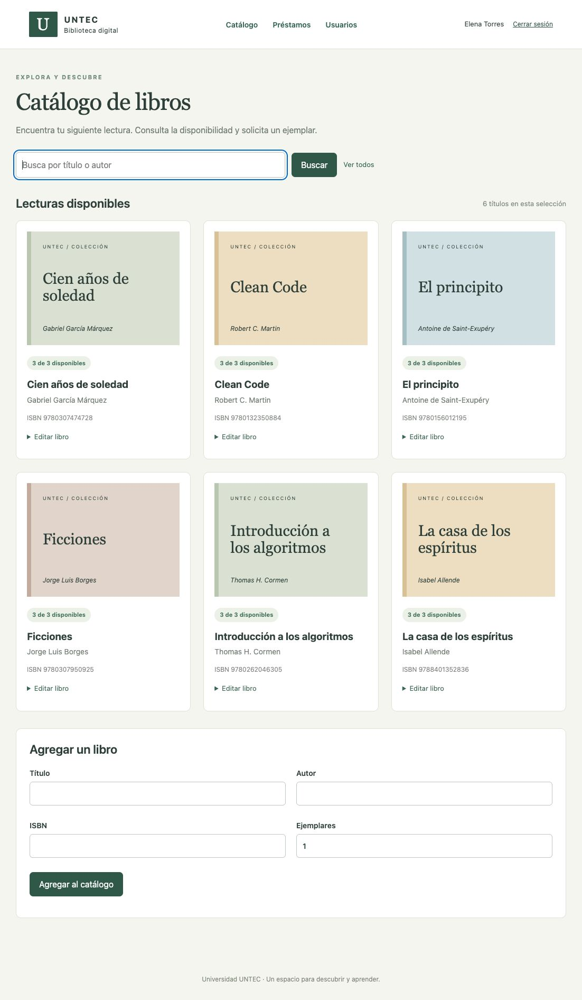 U
UNTEC
Biblioteca digital
Catálogo Préstamos Usuarios
Elena Torres Cerrar sesión
EXPLORA Y DESCUBRE
Catálogo de libros
Encuentra tu siguiente lectura. Consulta la disponibilidad y solicita un ejemplar.
Busca por título o autor
Buscar
Ver todos
Lecturas disponibles
6 títulos en esta selección
UNTEC / COLECCIÓN
Cien años de
soledad
Gabriel García Márquez
3 de 3 disponibles
Cien años de soledad
Gabriel García Márquez
ISBN 9780307474728
Editar libro
UNTEC / COLECCIÓN
Clean Code
Robert C. Martin
3 de 3 disponibles
Clean Code
Robert C. Martin
ISBN 9780132350884
Editar libro
UNTEC / COLECCIÓN
El principito
Antoine de Saint-Exupéry
3 de 3 disponibles
El principito
Antoine de Saint-Exupéry
ISBN 9780156012195
Editar libro
UNTEC / COLECCIÓN
Ficciones
Jorge Luis Borges
3 de 3 disponibles
Ficciones
Jorge Luis Borges
ISBN 9780307950925
Editar libro
UNTEC / COLECCIÓN
Introducción a
los algoritmos
Thomas H. Cormen
3 de 3 disponibles
Introducción a los algoritmos
Thomas H. Cormen
ISBN 9780262046305
Editar libro
UNTEC / COLECCIÓN
La casa de los
espíritus
Isabel Allende
3 de 3 disponibles
La casa de los espíritus
Isabel Allende
ISBN 9788401352836
Editar libro
Agregar un libro
Título
Autor
ISBN
Ejemplares
1
Agregar al catálogo
Universidad UNTEC · Un espacio para descubrir y aprender.